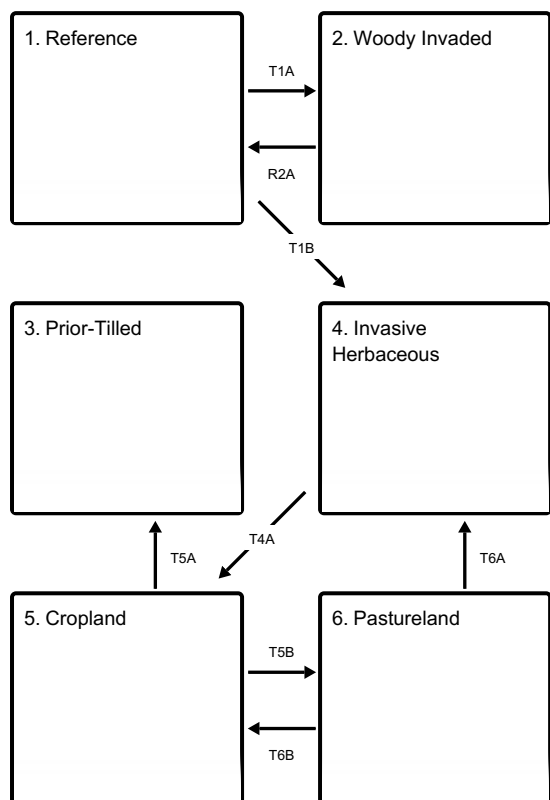 1. Reference
2. Woody Invaded
T1A
R2A
T1B
3. Prior-Tilled
4. Invasive
Herbaceous
T4A
T5A
T6A
5. Cropland
6. Pastureland
T5B
T6B